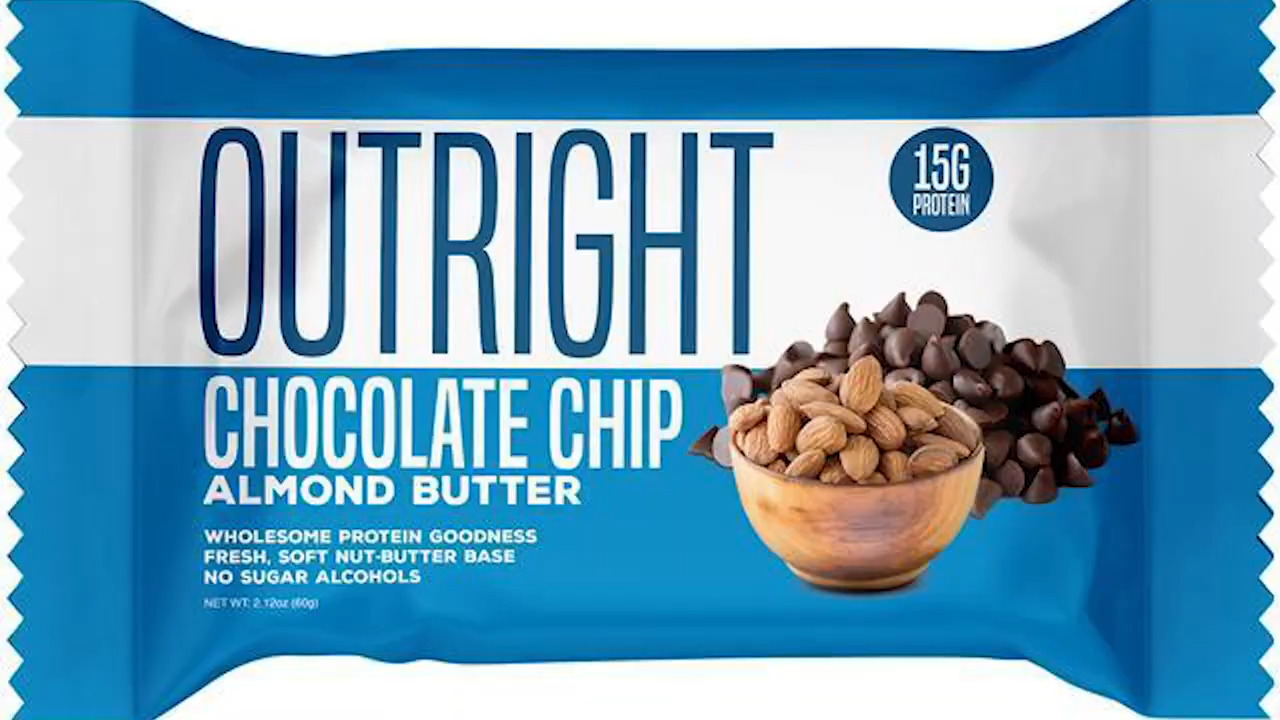 OUTRIGHT
15G
PROTEIN
CHOCOLATE CHIP
ALMOND BUTTER
WHOLESOME PROTEIN GOODNESS
FRESH, SOFT NUT-BUTTER BASE
NO SUGAR ALCOHOLS
NET WT: 2.12oz (60g)